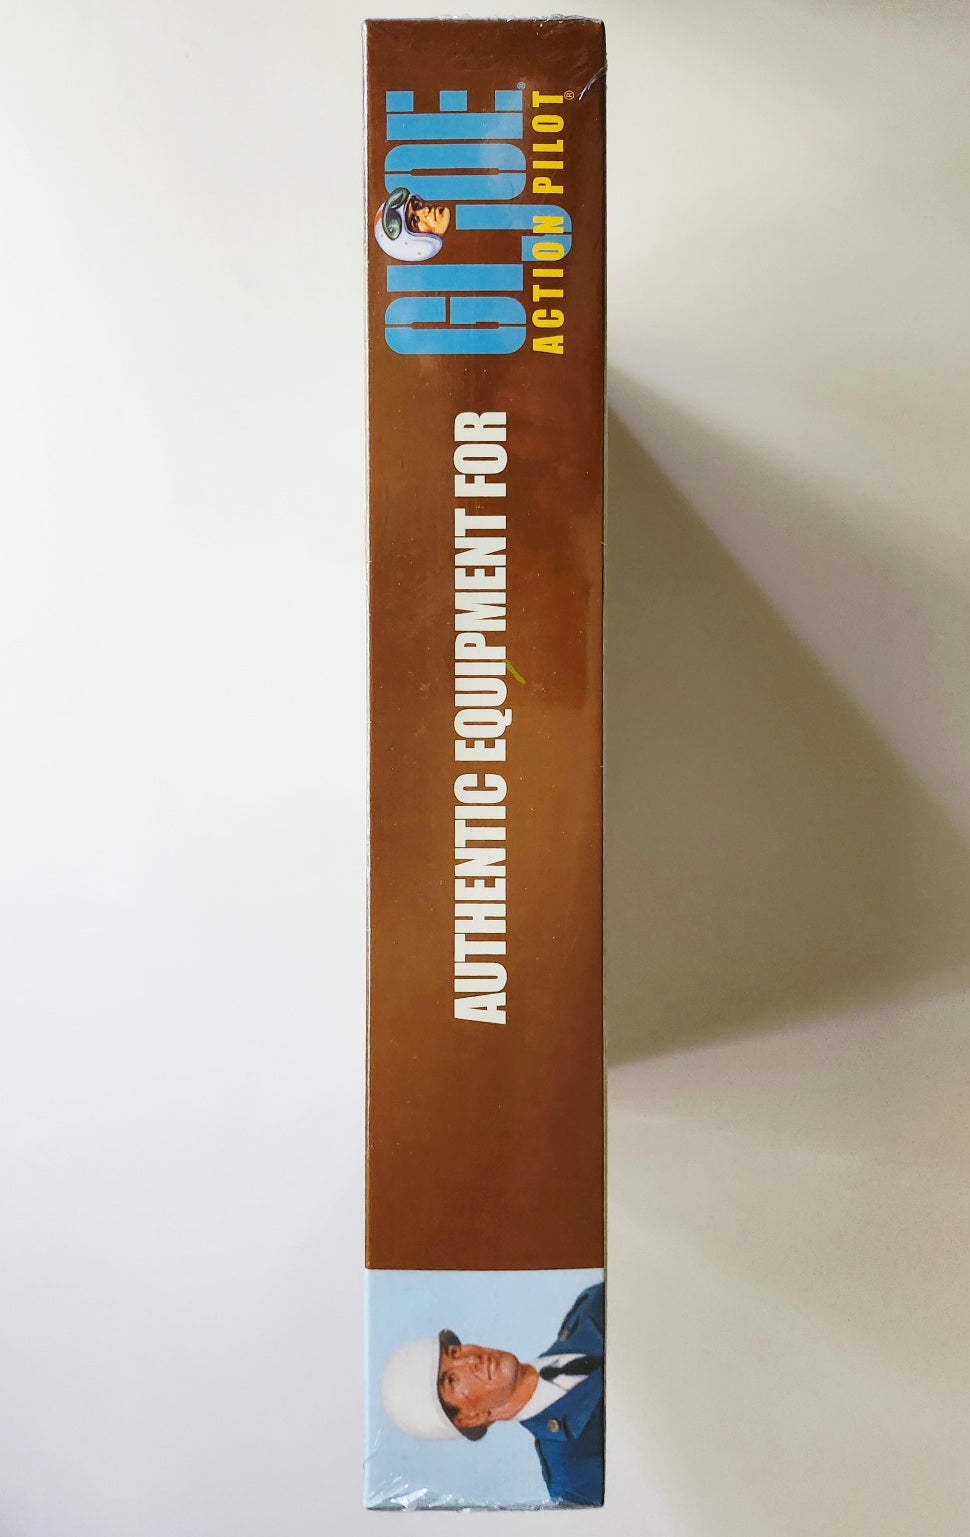 AUTHENTIC EQUIPMENT FOR
GI JOE®
ACTION PILOT®